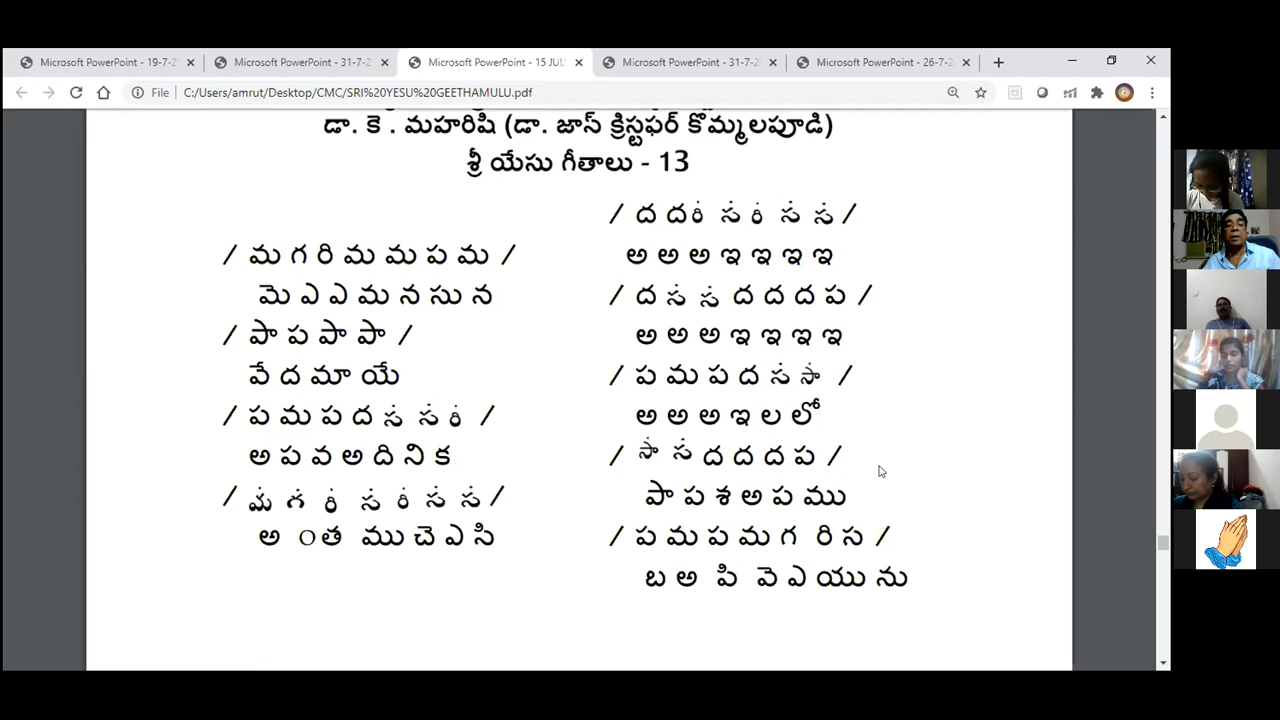 Microsoft PowerPoint - 19-7-2
Microsoft PowerPoint - 31-7-2
Microsoft PowerPoint - 15 JUL
Microsoft PowerPoint - 31-7-2
Microsoft PowerPoint - 26-7-2
File C:/Users/amrut/Desktop/CMC/SRI%20YESU%20GEETHAMULU.pdf
డా. కె . మహరిషి (డా. జాస్ క్రిస్టఫర్ కొమ్మలపూడి)
శ్రీ యేసు గీతాలు - 13
/ మ గ రి మ మ ప మ /
మె ఎ ఎ మ న సు న
/ పా ప పా పా /
వే ద మా యే
/ ప మ ప ద స̇ స̇ రి̇ /
అ ప వ అ ది ని క
/ మ̇ గ̇ రి̇ స̇ రి̇ స̇ స̇ /
అ ం త ము చె ఎ సి
/ ద ద రి̇ స̇ రి̇ స̇ స̇ /
అ అ అ ఇ ఇ ఇ ఇ
/ ద స̇ స̇ ద ద ద ప /
అ అ అ ఇ ఇ ఇ ఇ
/ ప మ ప ద స̇ సా̇ /
అ అ అ ఇ ల లో
/ సా̇ స̇ ద ద ద ప /
పా ప శ అ ప ము
/ ప మ ప మ గ రి స /
బ అ పి వె ఎ యు ను